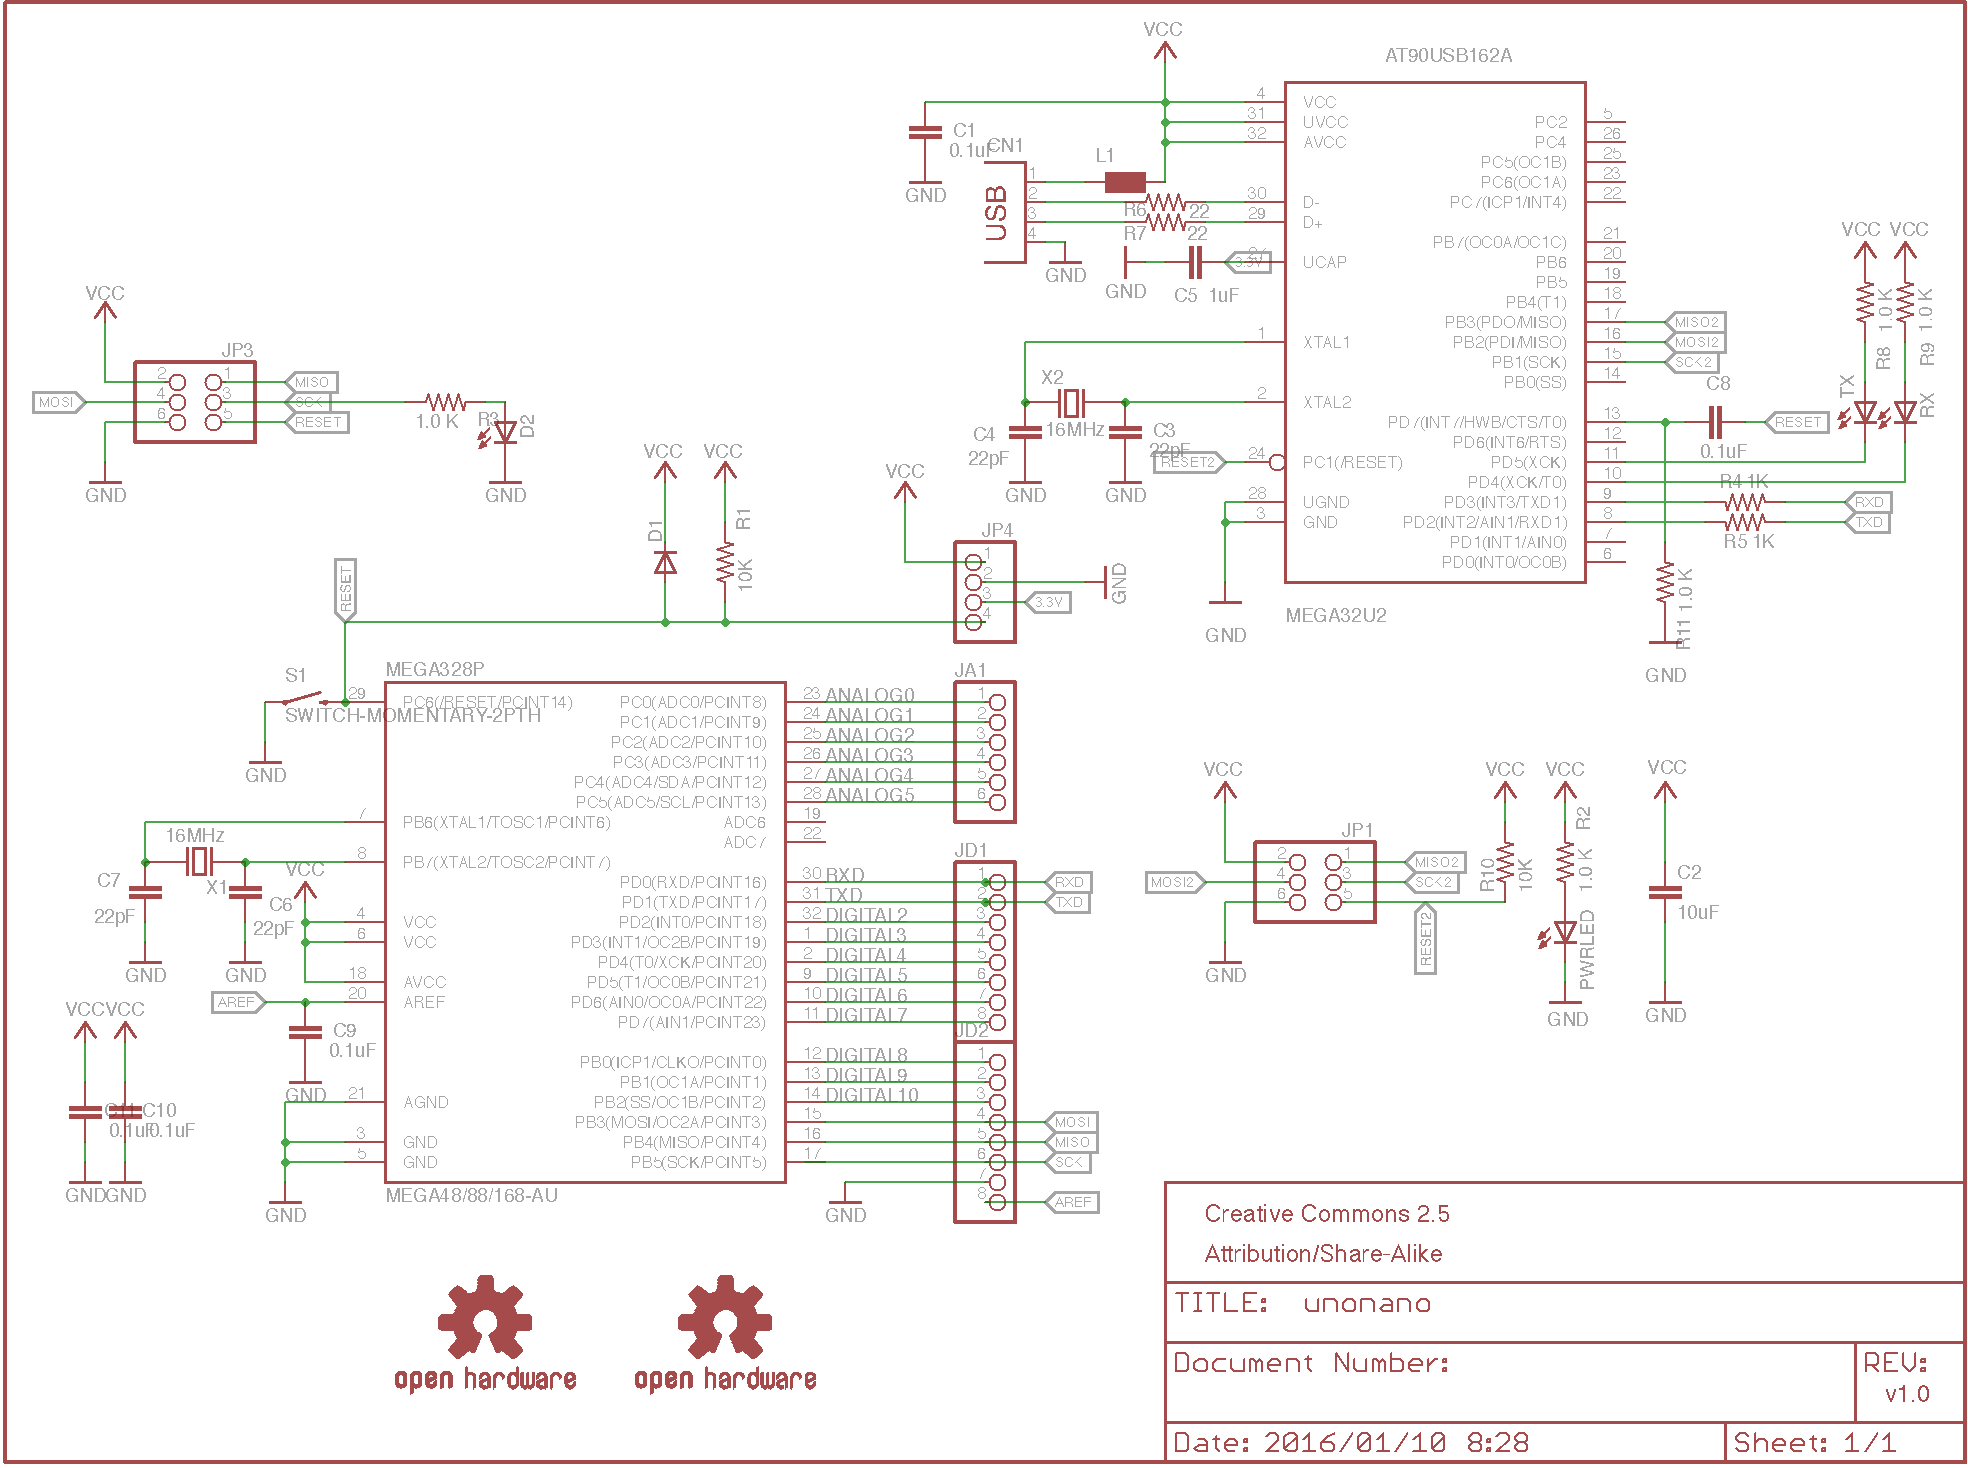 VCC
AT90USB162A
C1
0.1uF
GND
CN1
USB
1
2
3
4
L1
R6
22
R7
22
GND
GND
C5
1uF
3.3V
4
VCC
31
UVCC
32
AVCC
30
D-
29
D+
UCAP
1
XTAL1
2
XTAL2
24
PC1(/RESET)
28
UGND
3
GND
PC2
5
PC4
26
PC5(OC1B)
25
PC6(OC1A)
23
PC7(ICP1/INT4)
22
PB7(OC0A/OC1C)
21
PB6
20
PB5
19
PB4(T1)
18
PB3(PDO/MISO)
17
PB2(PDI/MISO)
16
PB1(SCK)
15
PB0(SS)
14
PD7(INT7/HWB/CTS/T0)
13
PD6(INT6/RTS)
12
PD5(XCK)
11
PD4(XCK/T0)
10
PD3(INT3/TXD1)
9
PD2(INT2/AIN1/RXD1)
8
PD1(INT1/AIN0)
7
PD0(INT0/OC0B)
6
MEGA32U2
MISO2
MOSI2
SCK2
C8
0.1uF
RESET
R4 1K
RXD
R5 1K
TXD
R11 1.0 K
GND
VCC
VCC
1.0 K
R8
1.0 K
R9
TX
RX
X2
16MHz
C4
22pF
GND
C3
22pF
GND
RESET2
GND
VCC
JP3
2
1
4
3
6
5
MOSI
MISO
SCK
RESET
GND
1.0 K
R3
D2
GND
VCC
VCC
D1
R1
10K
VCC
JP4
1
2
3
4
GND
3.3V
RESET
S1
SWITCH-MOMENTARY-2PTH
GND
MEGA328P
29
PC6(/RESET/PCINT14)
7
PB6(XTAL1/TOSC1/PCINT6)
8
PB7(XTAL2/TOSC2/PCINT7)
4
VCC
6
VCC
18
AVCC
20
AREF
21
AGND
3
GND
5
GND
PC0(ADC0/PCINT8)
23
ANALOG0
PC1(ADC1/PCINT9)
24
ANALOG1
PC2(ADC2/PCINT10)
25
ANALOG2
PC3(ADC3/PCINT11)
26
ANALOG3
PC4(ADC4/SDA/PCINT12)
27
ANALOG4
PC5(ADC5/SCL/PCINT13)
28
ANALOG5
ADC6
19
ADC7
22
PD0(RXD/PCINT16)
30
RXD
PD1(TXD/PCINT17)
31
TXD
PD2(INT0/PCINT18)
32
DIGITAL2
PD3(INT1/OC2B/PCINT19)
1
DIGITAL3
PD4(T0/XCK/PCINT20)
2
DIGITAL4
PD5(T1/OC0B/PCINT21)
9
DIGITAL5
PD6(AIN0/OC0A/PCINT22)
10
DIGITAL6
PD7(AIN1/PCINT23)
11
DIGITAL7
PB0(ICP1/CLKO/PCINT0)
12
DIGITAL8
PB1(OC1A/PCINT1)
13
DIGITAL9
PB2(SS/OC1B/PCINT2)
14
DIGITAL10
PB3(MOSI/OC2A/PCINT3)
15
PB4(MISO/PCINT4)
16
PB5(SCK/PCINT5)
17
MEGA48/88/168-AU
JA1
1
2
3
4
5
6
JD1
1
2
3
4
5
6
7
8
RXD
TXD
JD2
1
2
3
4
5
6
7
8
MOSI
MISO
SCK
AREF
GND
16MHz
X1
C7
22pF
GND
VCC
C6
22pF
GND
AREF
C9
0.1uF
GND
GND
VCC
VCC
C11
0.1uF
C10
0.1uF
GND
GND
VCC
JP1
2
1
4
3
6
5
MOSI2
MISO2
SCK2
RESET2
GND
VCC
R10
10K
VCC
R2
1.0 K
PWRLED
GND
VCC
C2
10uF
GND
open hardware
open hardware
Creative Commons 2.5
Attribution/Share-Alike
TITLE: unonano
Document Number:
REV:
v1.0
Date: 2016/01/10 8:28
Sheet: 1/1